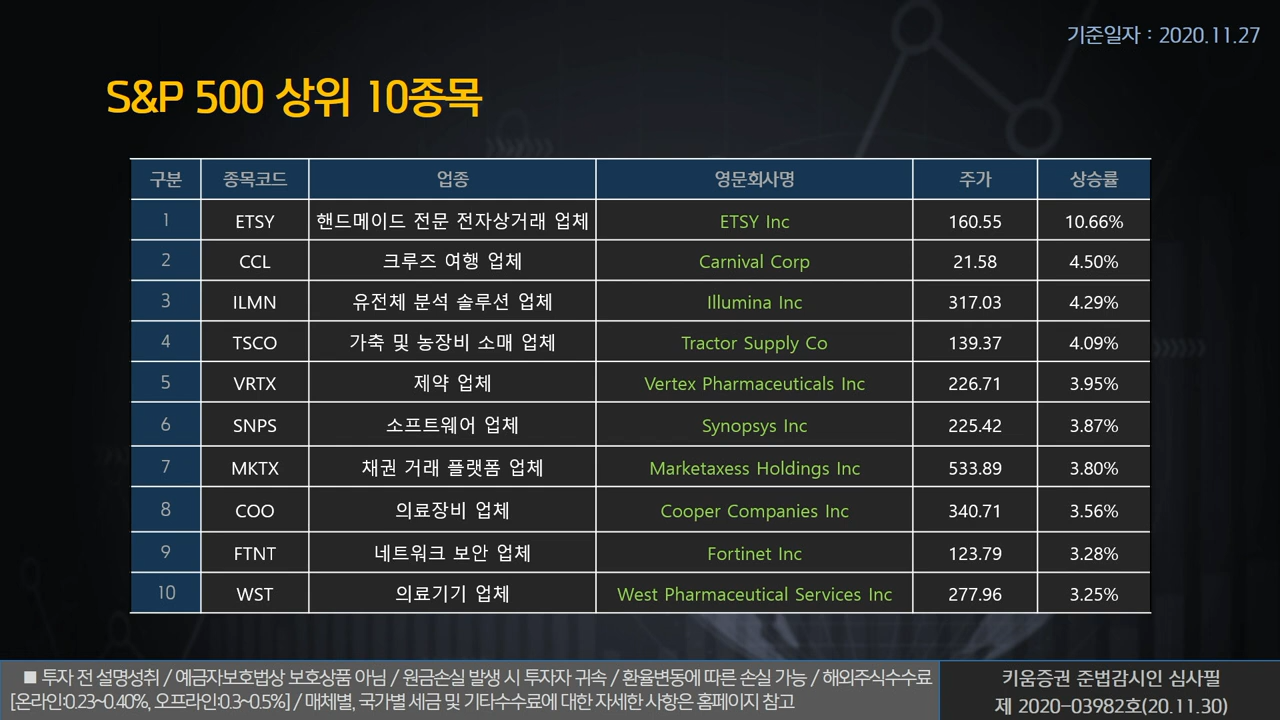 기준일자 : 2020.11.27
S&P 500 상위 10종목
구분 종목코드 업종 영문회사명 주가 상승률
1 ETSY 핸드메이드 전문 전자상거래 업체 ETSY Inc 160.55 10.66%
2 CCL 크루즈 여행 업체 Carnival Corp 21.58 4.50%
3 ILMN 유전체 분석 솔루션 업체 Illumina Inc 317.03 4.29%
4 TSCO 가축 및 농장비 소매 업체 Tractor Supply Co 139.37 4.09%
5 VRTX 제약 업체 Vertex Pharmaceuticals Inc 226.71 3.95%
6 SNPS 소프트웨어 업체 Synopsys Inc 225.42 3.87%
7 MKTX 채권 거래 플랫폼 업체 Marketaxess Holdings Inc 533.89 3.80%
8 COO 의료장비 업체 Cooper Companies Inc 340.71 3.56%
9 FTNT 네트워크 보안 업체 Fortinet Inc 123.79 3.28%
10 WST 의료기기 업체 West Pharmaceutical Services Inc 277.96 3.25%
■ 투자 전 설명성취 / 예금자보호법상 보호상품 아님 / 원금손실 발생 시 투자자 귀속 / 환율변동에 따른 손실 가능 / 해외주식수수료
[온라인:0.23~0.40%, 오프라인:0.3~0.5%] / 매체별, 국가별 세금 및 기타수수료에 대한 자세한 사항은 홈페이지 참고
키움증권 준법감시인 심사필
제 2020-03982호(20.11.30)